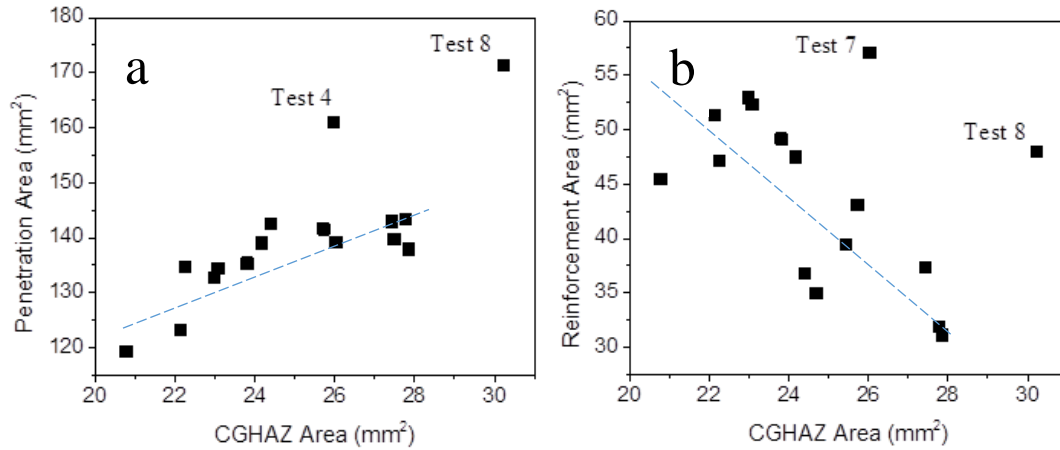 180
170
160
150
140
130
120
Penetration Area (mm²)
a
Test 4
Test 8
20 22 24 26 28 30
CGHAZ Area (mm²)
60
55
50
45
40
35
30
Reinforcement Area (mm²)
b
Test 7
Test 8
20 22 24 26 28 30
CGHAZ Area (mm²)